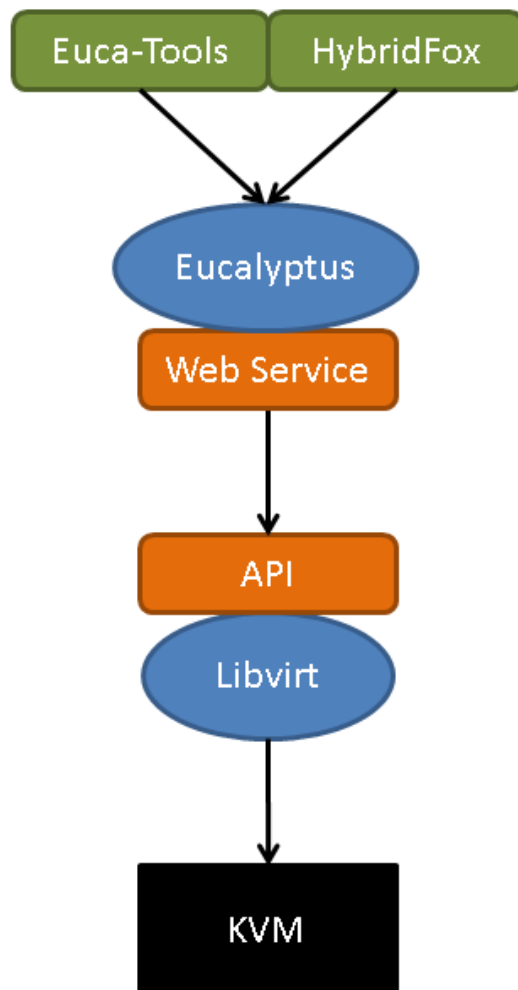 Euca-Tools
HybridFox
Eucalyptus
Web Service
API
Libvirt
KVM